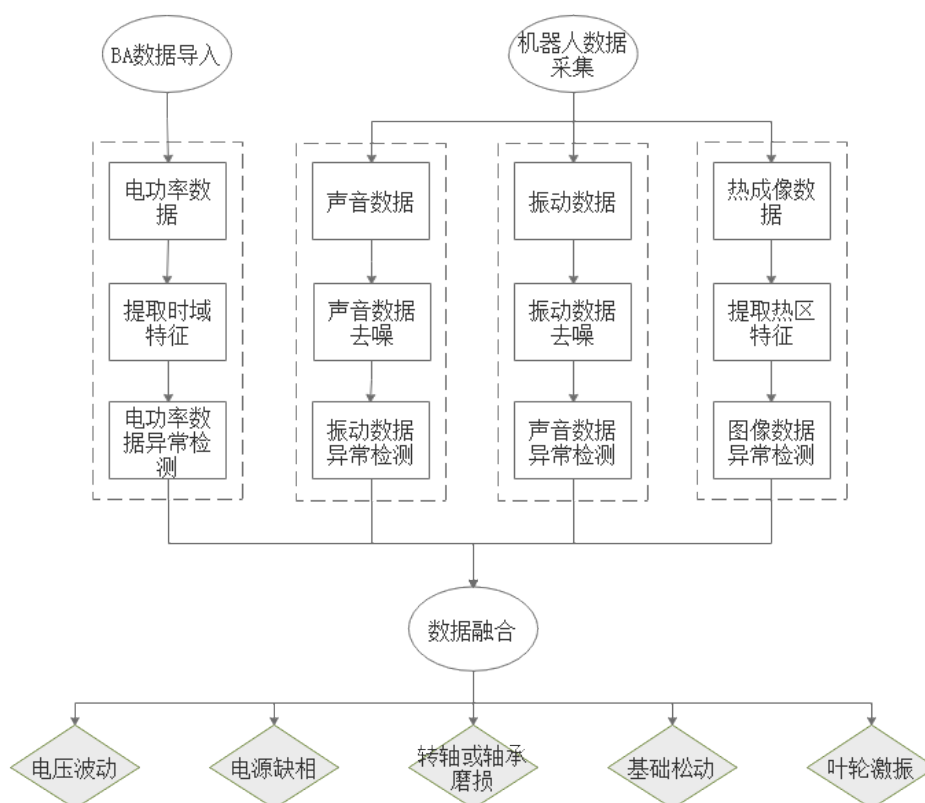 BA数据导入
机器人数据
采集
电功率数
据
声音数据
振动数据
热成像数
据
提取时域
特征
声音数据
去噪
振动数据
去噪
提取热区
特征
电功率数
据异常检
测
振动数据
异常检测
声音数据
异常检测
图像数据
异常检测
数据融合
电压波动
电源缺相
转轴或轴承
磨损
基础松动
叶轮激振